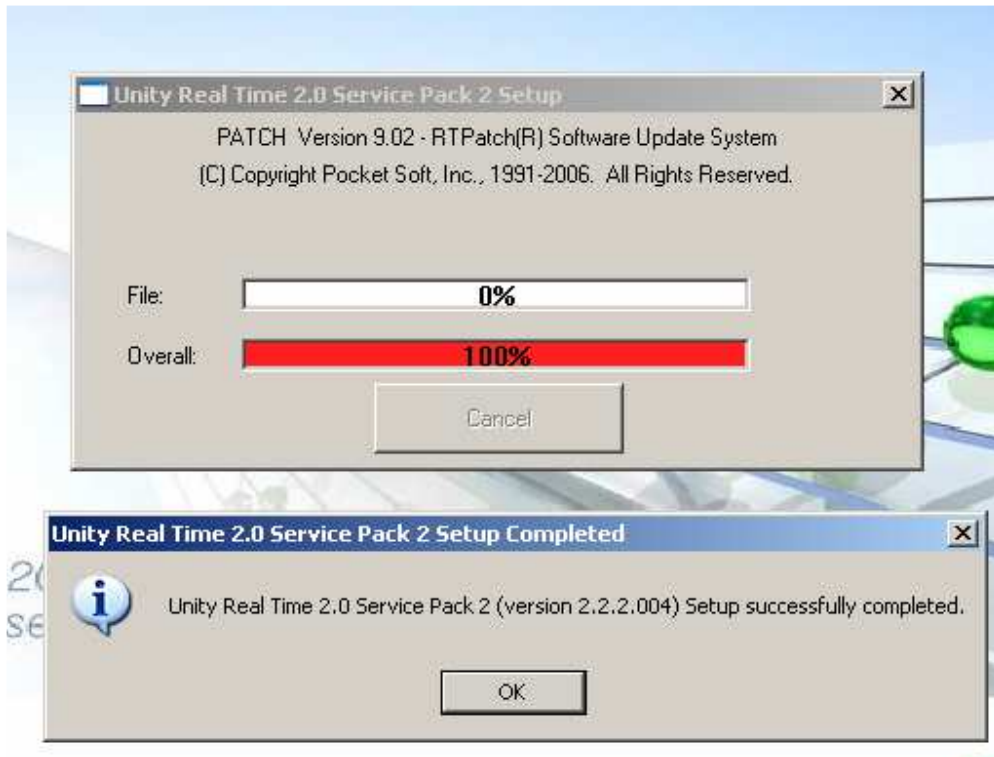 Unity Real Time 2.0 Service Pack 2 Setup
PATCH Version 9.02 - RTPatch(R) Software Update System
(C) Copyright Pocket Soft, Inc., 1991-2006. All Rights Reserved.
File: 0%
Overall: 100%
Cancel
Unity Real Time 2.0 Service Pack 2 Setup Completed
Unity Real Time 2.0 Service Pack 2 (version 2.2.2.004) Setup successfully completed.
OK